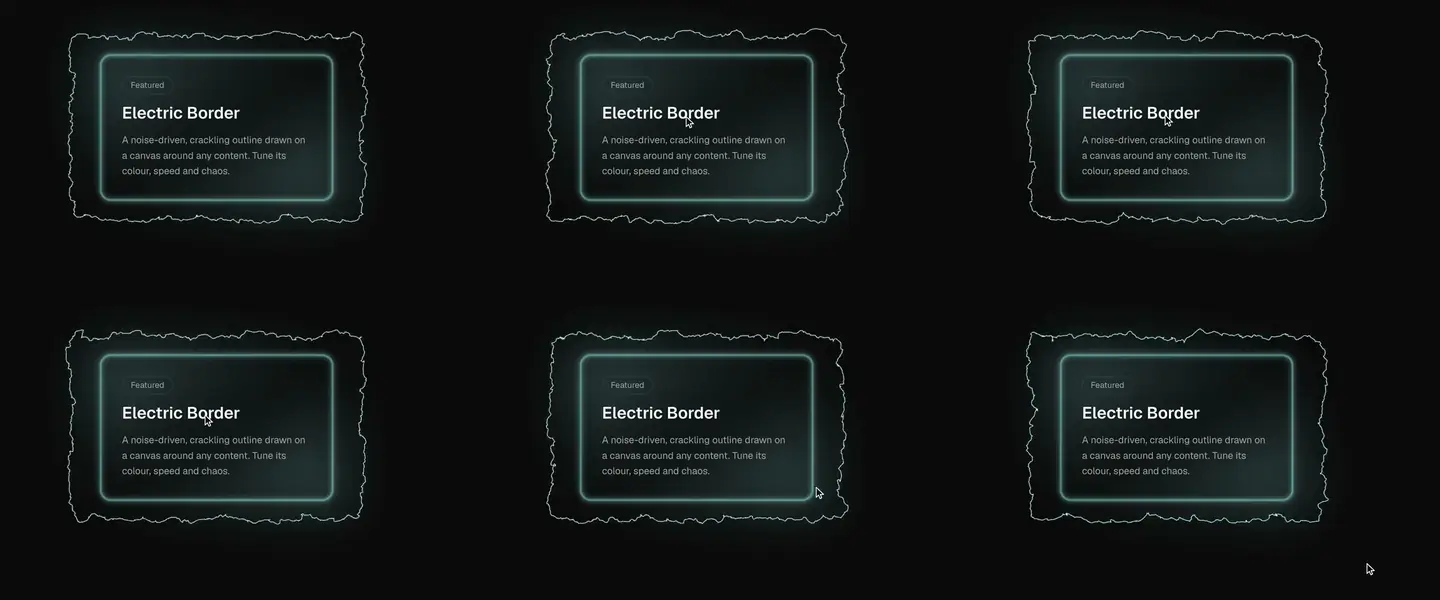 Featured
Electric Border
A noise-driven, crackling outline drawn on
a canvas around any content. Tune its
colour, speed and chaos.
Featured
Electric Border
A noise-driven, crackling outline drawn on
a canvas around any content. Tune its
colour, speed and chaos.
Featured
Electric Border
A noise-driven, crackling outline drawn on
a canvas around any content. Tune its
colour, speed and chaos.
Featured
Electric Border
A noise-driven, crackling outline drawn on
a canvas around any content. Tune its
colour, speed and chaos.
Featured
Electric Border
A noise-driven, crackling outline drawn on
a canvas around any content. Tune its
colour, speed and chaos.
Featured
Electric Border
A noise-driven, crackling outline drawn on
a canvas around any content. Tune its
colour, speed and chaos.